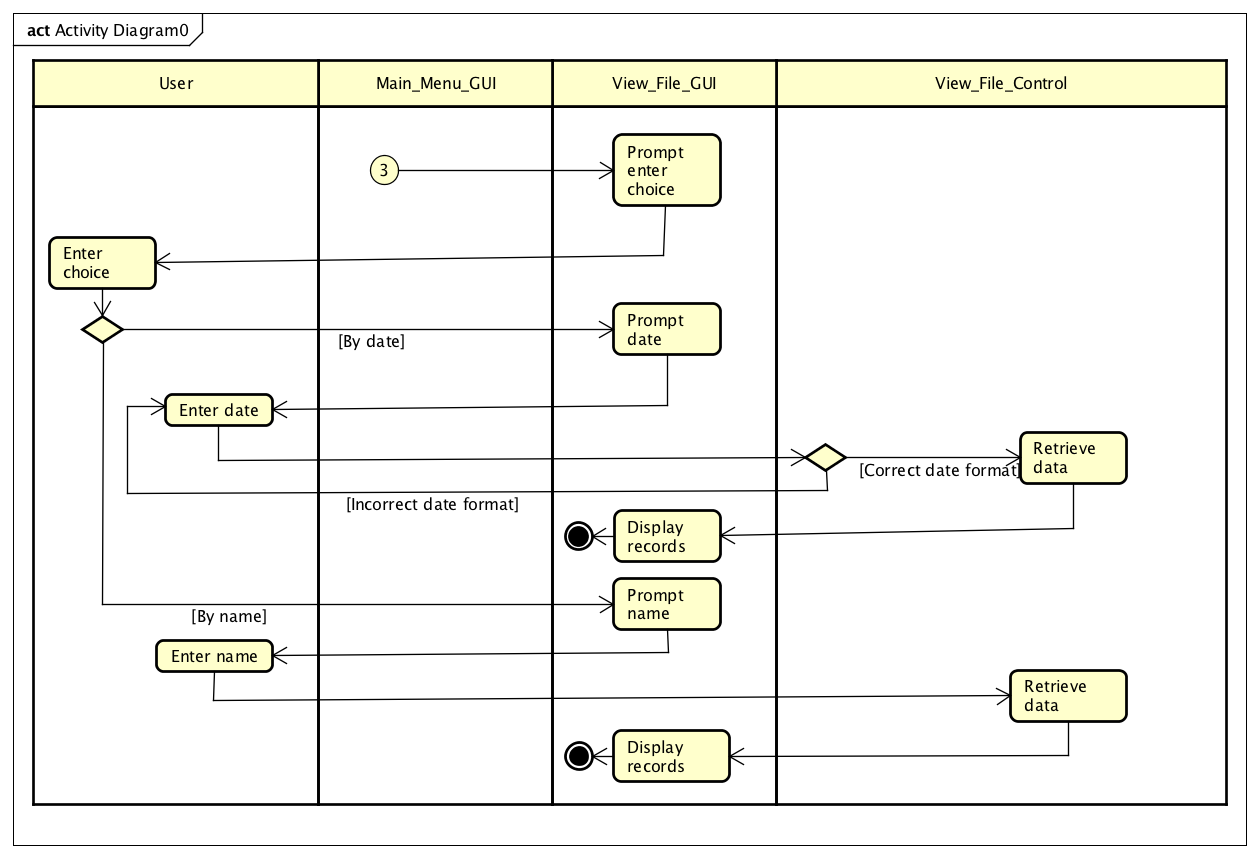 act Activity Diagram0
User
Main_Menu_GUI
View_File_GUI
View_File_Control
3
Prompt
enter
choice
Enter
choice
Prompt
date
[By date]
Enter date
Retrieve
data
[Correct date format]
[Incorrect date format]
Display
records
Prompt
name
[By name]
Enter name
Retrieve
data
Display
records